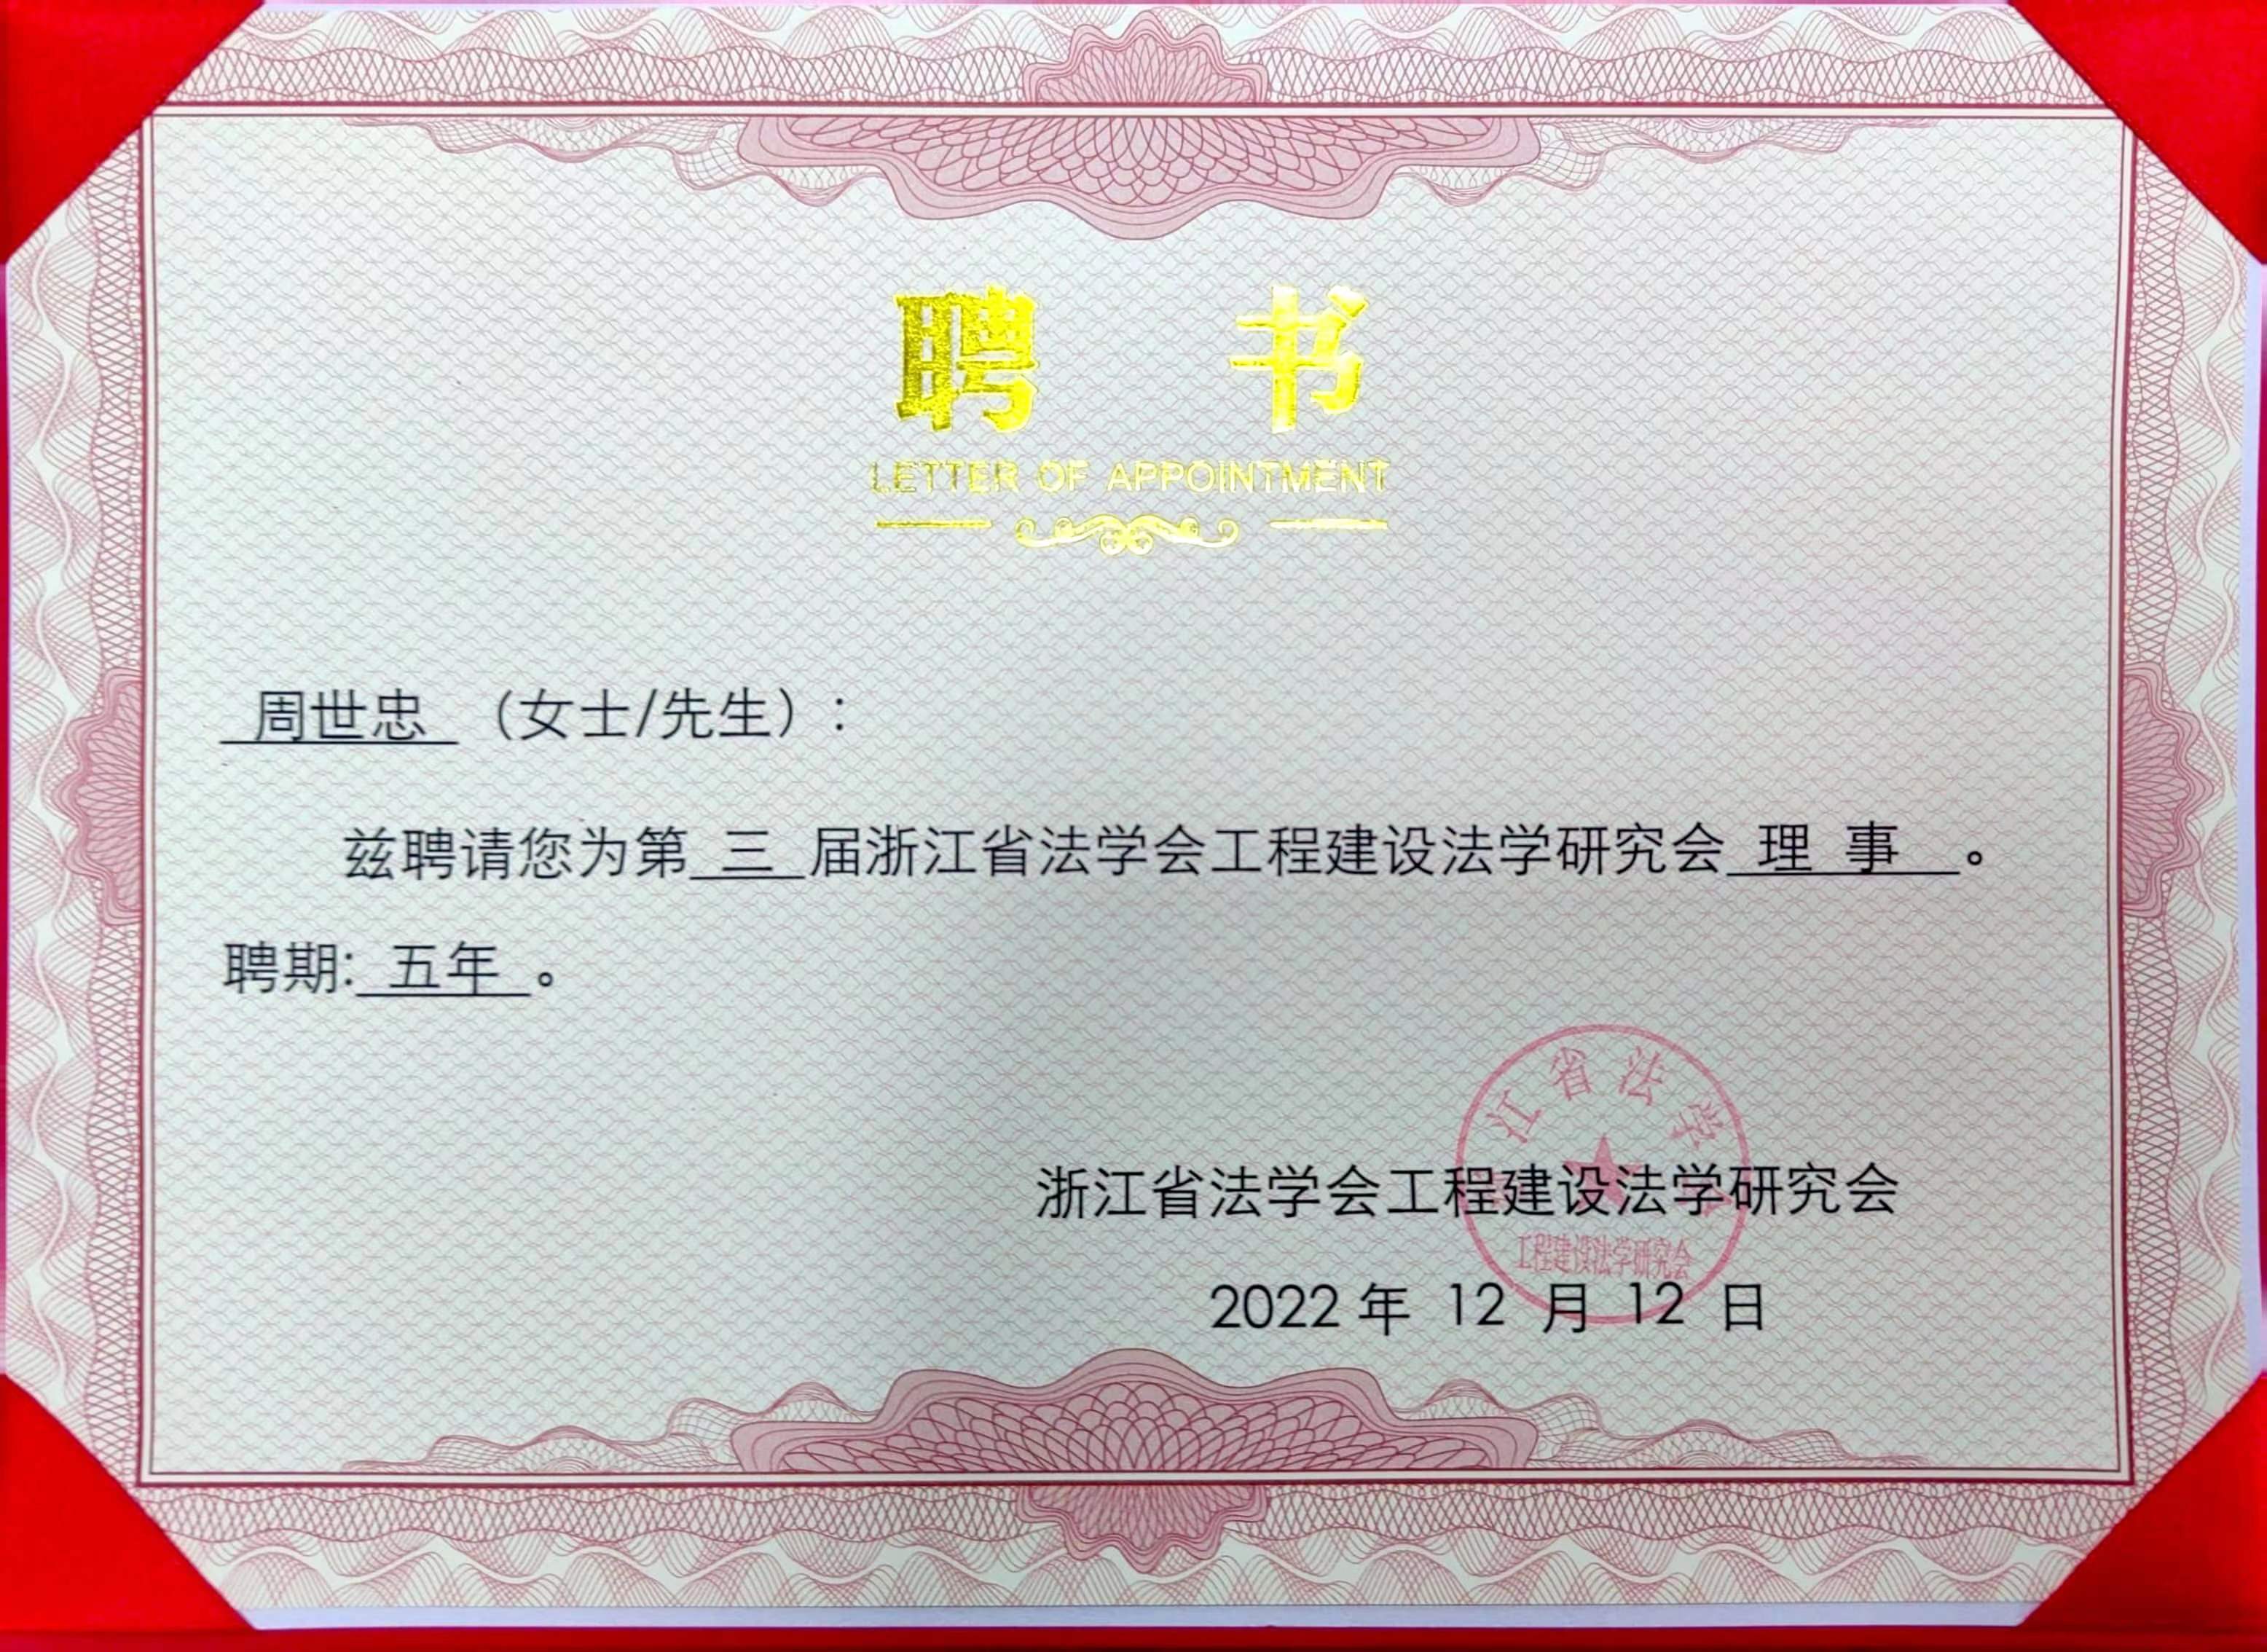 聘 书
LETTER OF APPOINTMENT
周世忠 （女士/先生）:
兹聘请您为第 三 届浙江省法学会工程建设法学研究会 理 事 。
聘期: 五年 。
江省法学
浙江省法学会工程建设法学研究会
工程建设法学研究会
2022 年 12 月 12 日